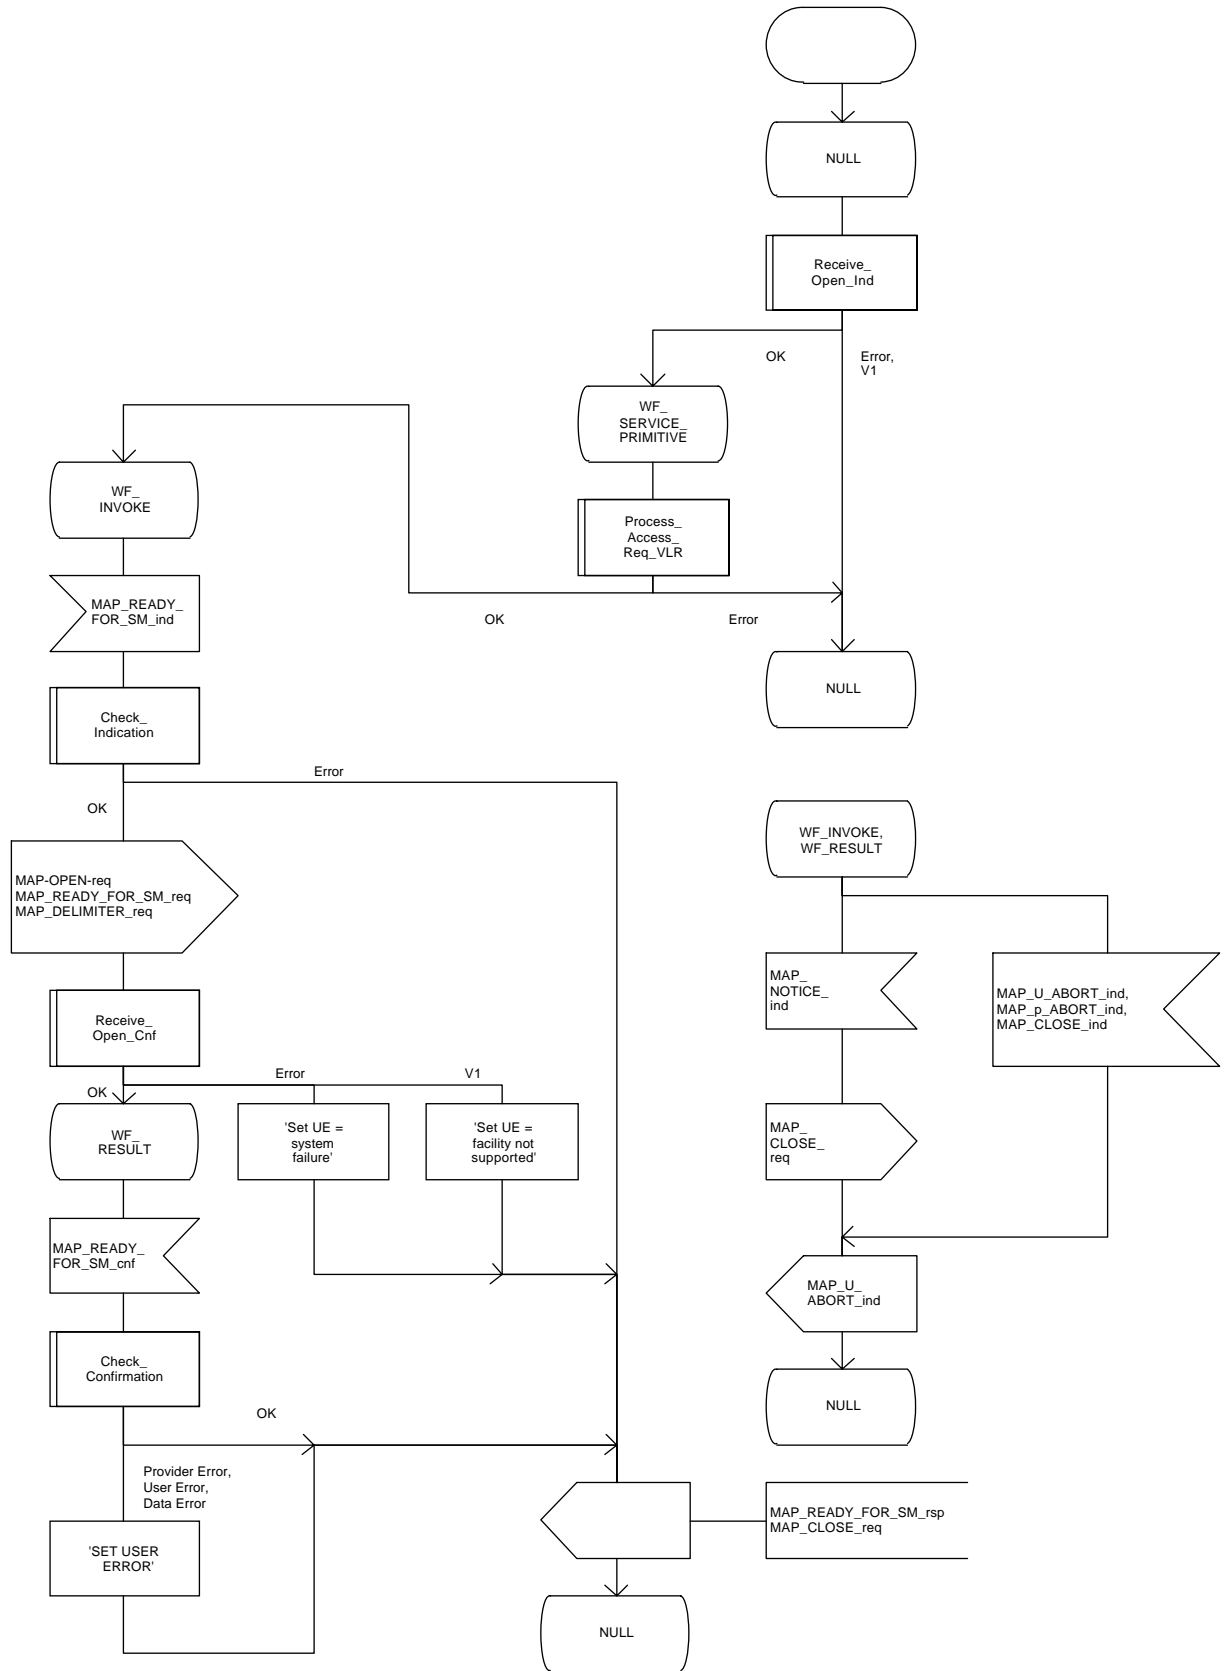 NULL
Receive_
Open_Ind
OK
Error,
V1
WF_
SERVICE_
PRIMITIVE
WF_
INVOKE
Process_
Access_
Req_VLR
MAP_READY_
FOR_SM_ind
OK
Error
NULL
Check_
Indication
Error
OK
WF_INVOKE,
WF_RESULT
MAP-OPEN-req
MAP_READY_FOR_SM_req
MAP_DELIMITER_req
MAP_
NOTICE_
ind
MAP_U_ABORT_ind,
MAP_p_ABORT_ind,
MAP_CLOSE_ind
Receive_
Open_Cnf
Error
V1
OK
WF_
RESULT
'Set UE =
system
failure'
'Set UE =
facility not
supported'
MAP_
CLOSE_
req
MAP_READY_
FOR_SM_cnf
MAP_U_
ABORT_ind
Check_
Confirmation
NULL
OK
Provider Error,
User Error,
Data Error
MAP_READY_FOR_SM_rsp
MAP_CLOSE_req
'SET USER
ERROR'
NULL